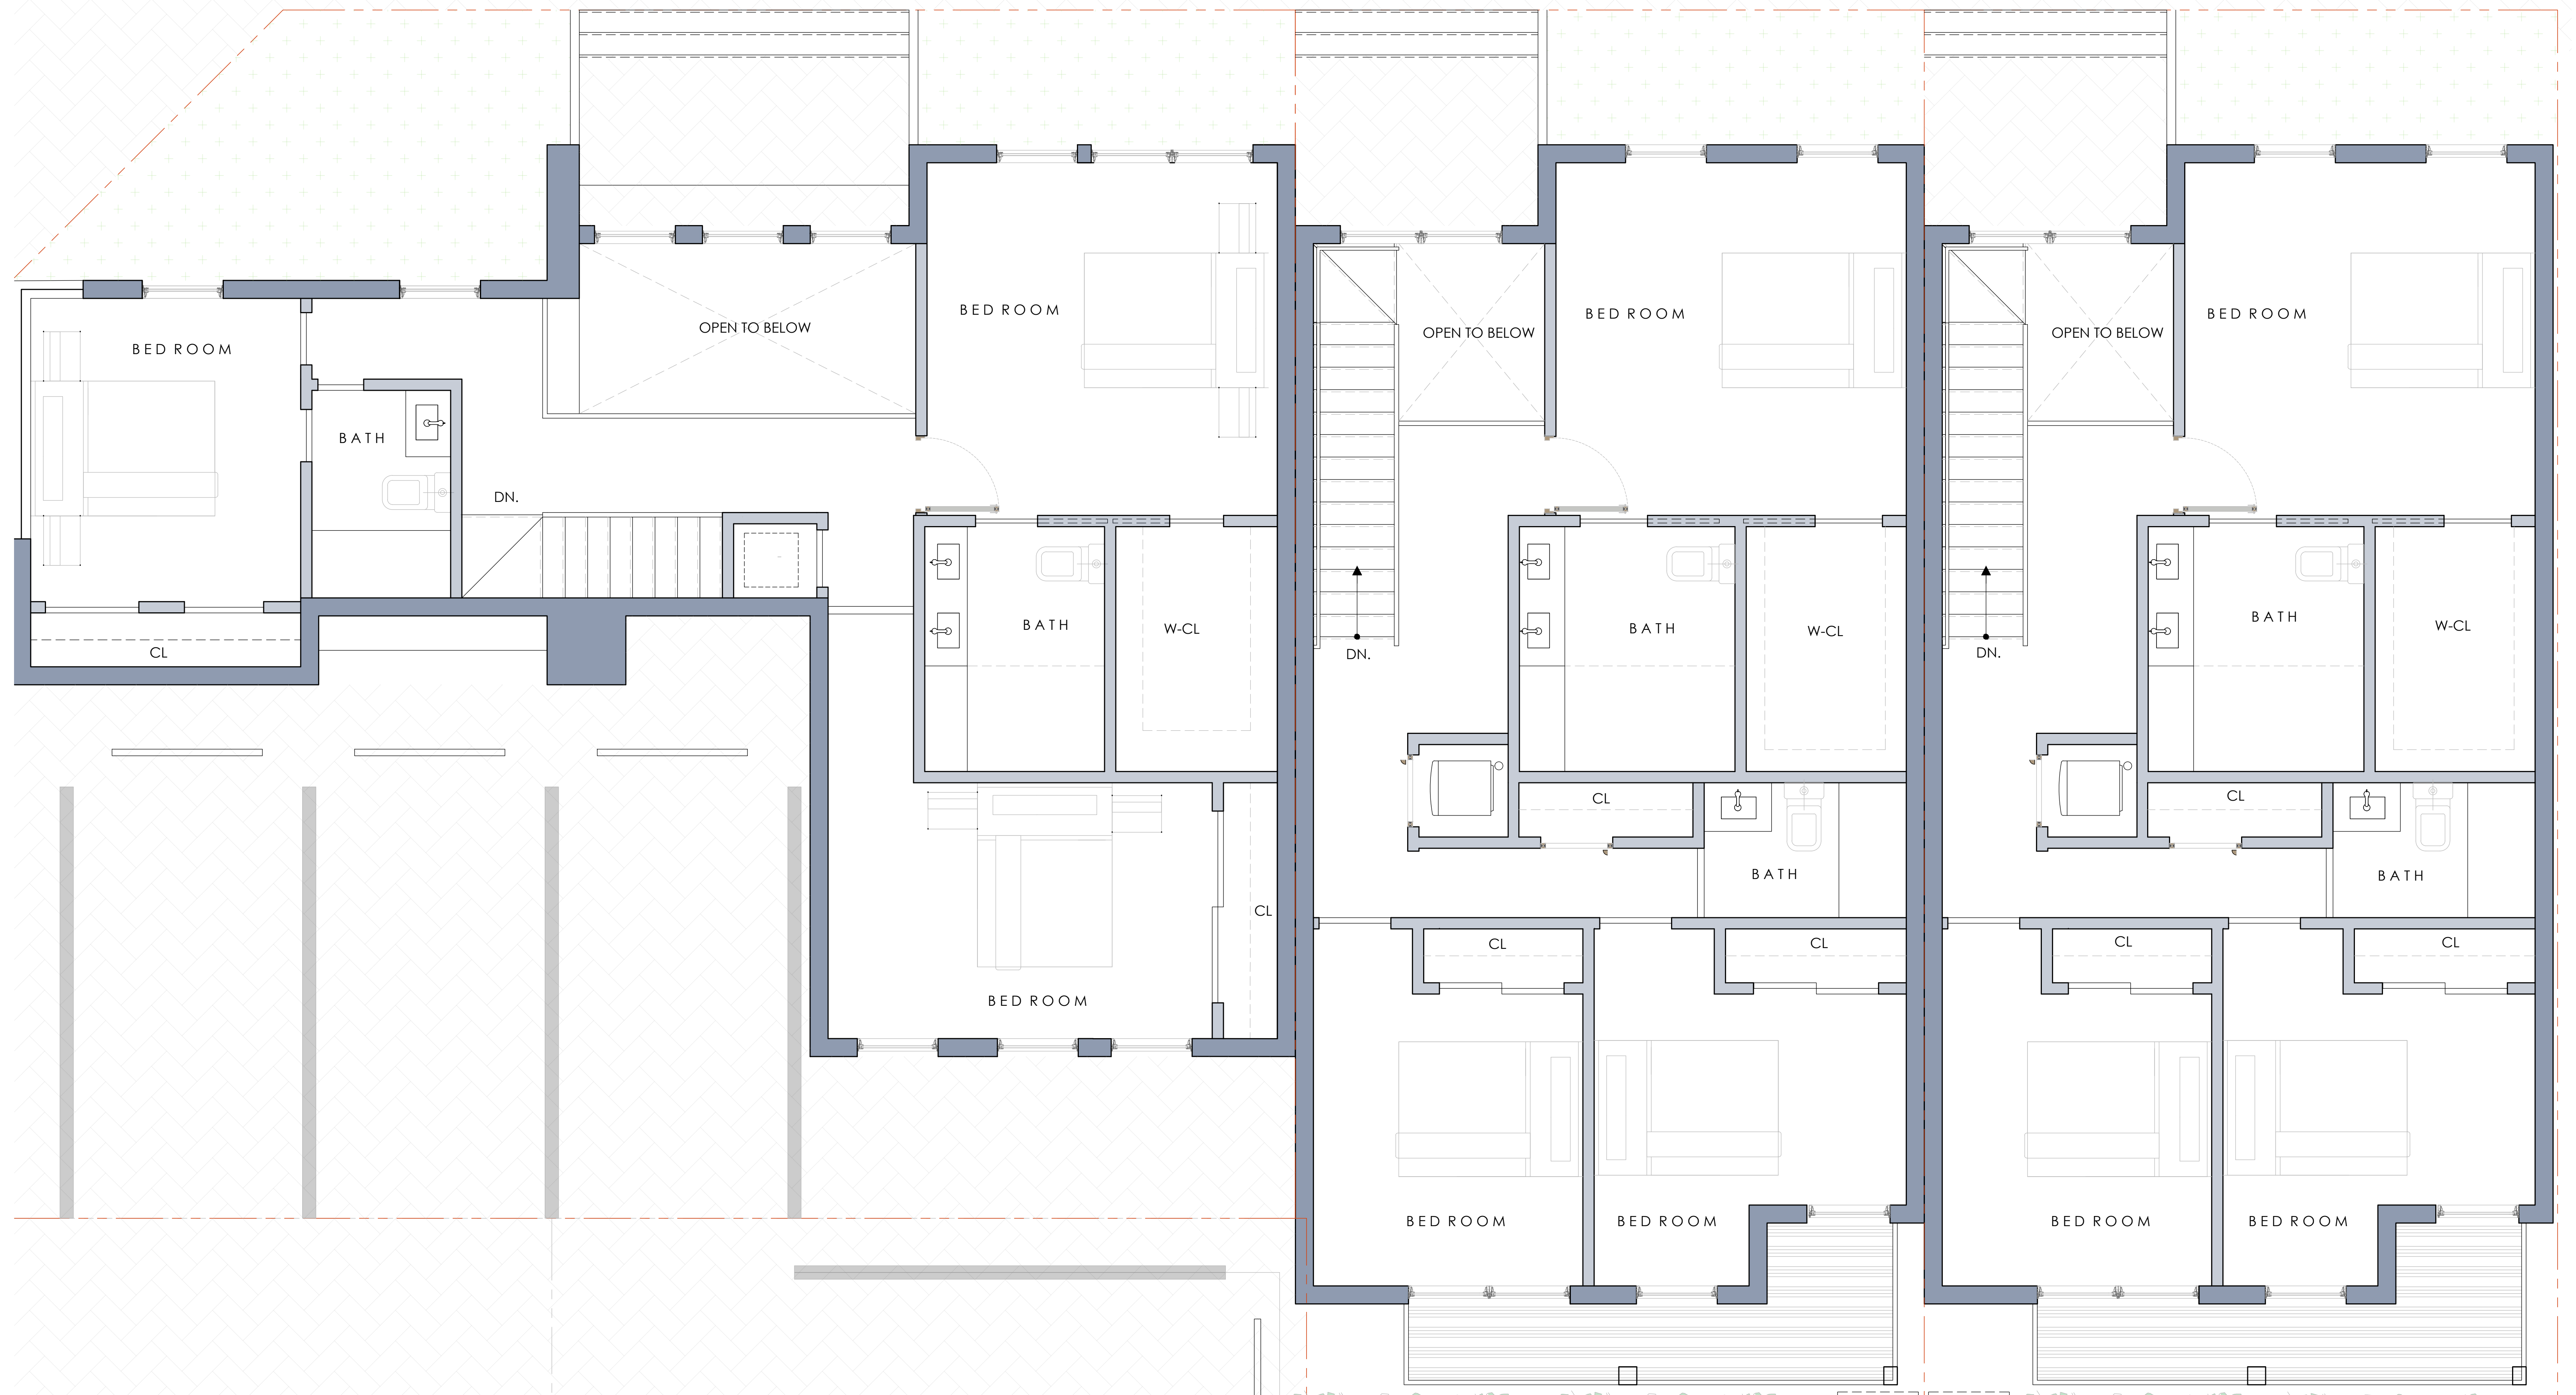 BED ROOM
BATH
DN.
CL
OPEN TO BELOW
BED ROOM
BATH
W-CL
CL
BED ROOM
OPEN TO BELOW
BED ROOM
DN.
BATH
W-CL
CL
BATH
CL
CL
BED ROOM
BED ROOM
OPEN TO BELOW
BED ROOM
DN.
BATH
W-CL
CL
BATH
CL
CL
BED ROOM
BED ROOM